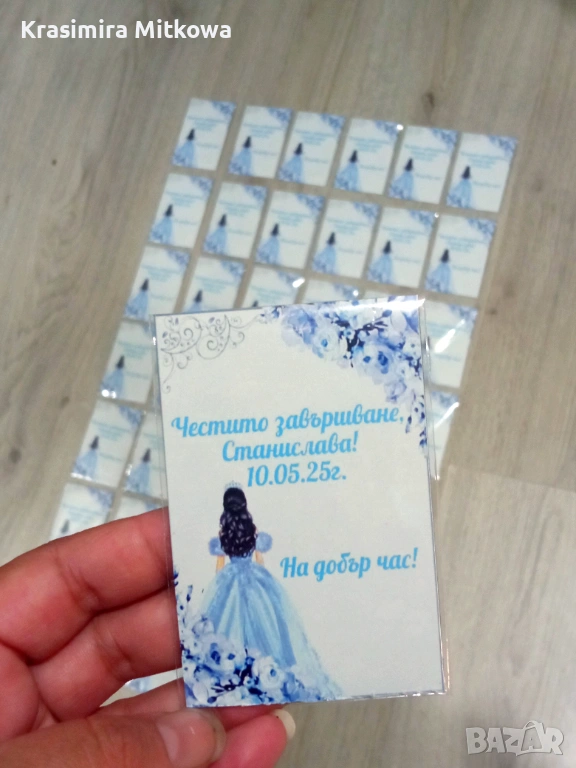 Krasimira Mitkowa
Честито завършване,
Станислава!
10.05.25г.
На добър час!
BAZAR